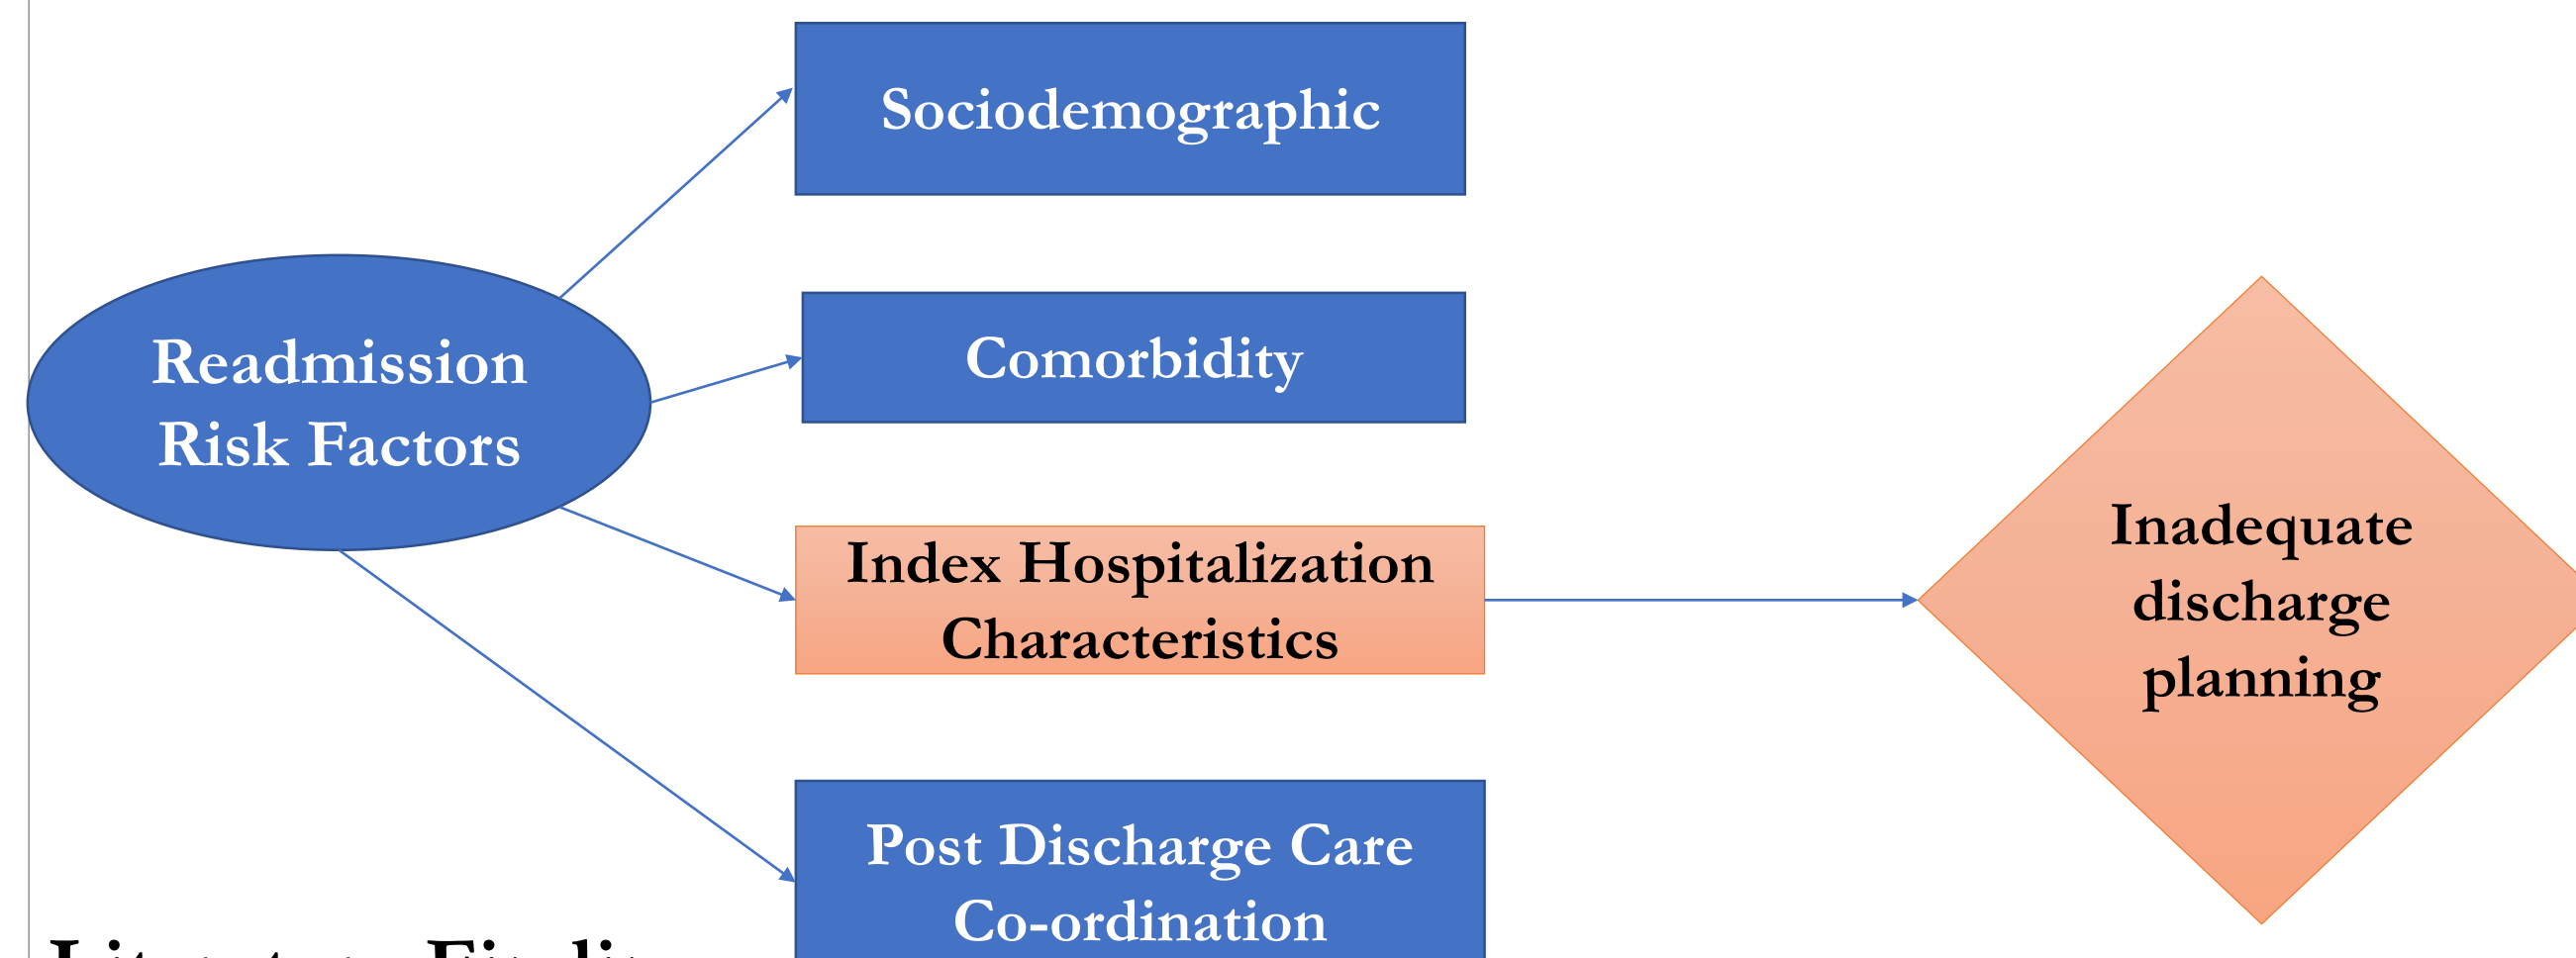 Sociodemographic
Readmission
Risk Factors
Comorbidity
Index Hospitalization
Characteristics
Inadequate
discharge
planning
Post Discharge Care
Co-ordination